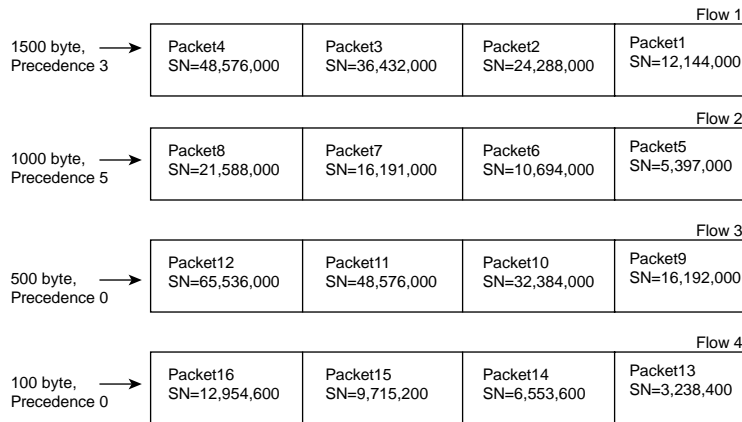 Flow 1
1500 byte,
Precedence 3
Packet4
SN=48,576,000
Packet3
SN=36,432,000
Packet2
SN=24,288,000
Packet1
SN=12,144,000
Flow 2
1000 byte,
Precedence 5
Packet8
SN=21,588,000
Packet7
SN=16,191,000
Packet6
SN=10,694,000
Packet5
SN=5,397,000
Flow 3
500 byte,
Precedence 0
Packet12
SN=65,536,000
Packet11
SN=48,576,000
Packet10
SN=32,384,000
Packet9
SN=16,192,000
Flow 4
100 byte,
Precedence 0
Packet16
SN=12,954,600
Packet15
SN=9,715,200
Packet14
SN=6,553,600
Packet13
SN=3,238,400